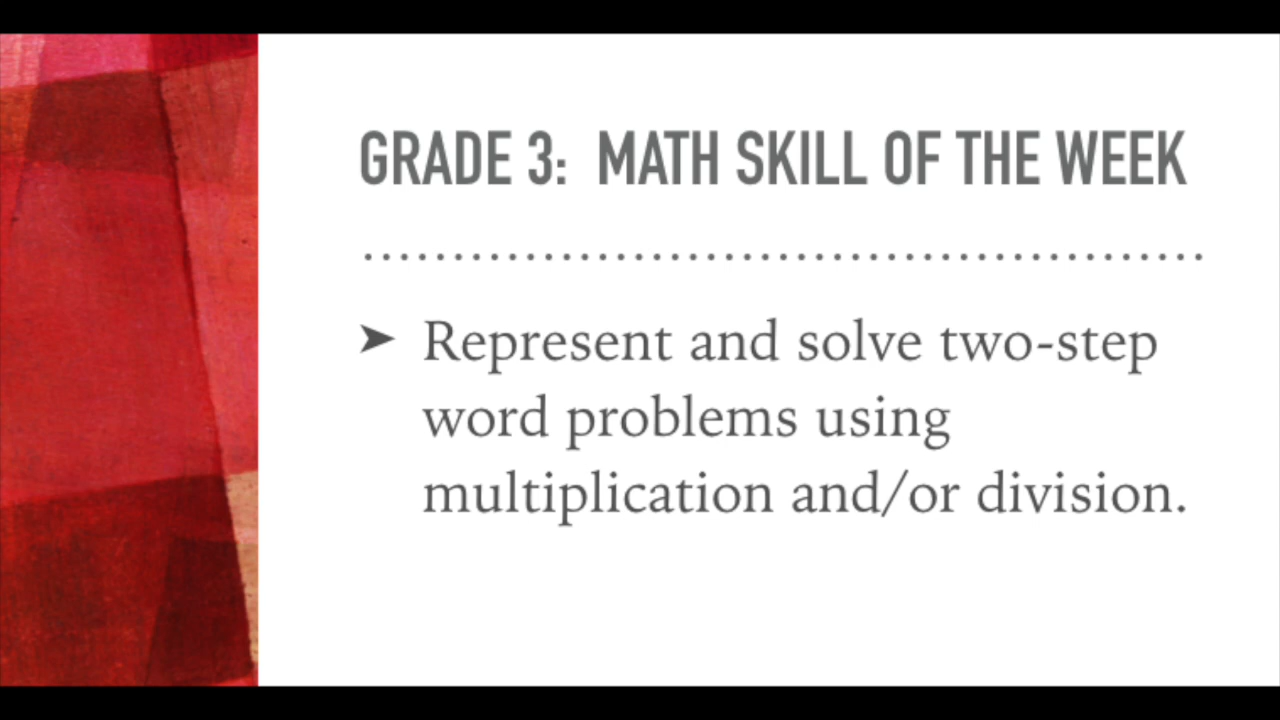 GRADE 3: MATH SKILL OF THE WEEK
➤ Represent and solve two-step
word problems using
multiplication and/or division.